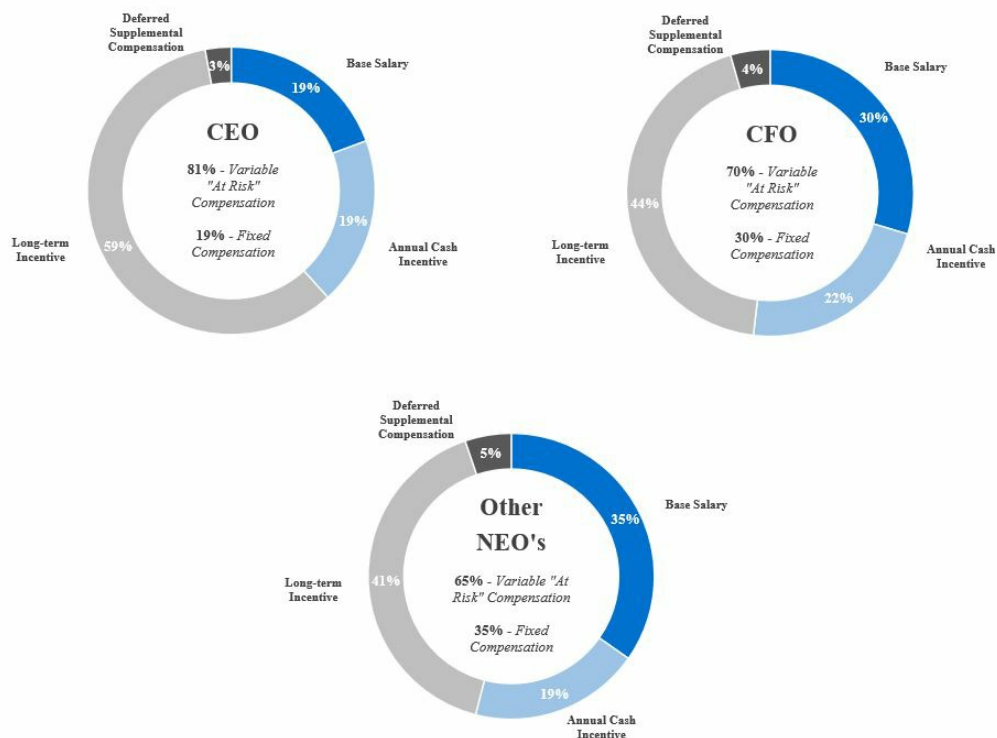 Deferred
Supplemental
Compensation
3%
Base Salary
19%
CEO
81% - Variable
"At Risk"
Compensation
19% - Fixed
Compensation
19%
Annual Cash
Incentive
59%
Long-term
Incentive
Deferred
Supplemental
Compensation
4%
Base Salary
30%
CFO
70% - Variable
"At Risk"
Compensation
30% - Fixed
Compensation
44%
Long-term
Incentive
Annual Cash
Incentive
22%
Deferred
Supplemental
Compensation
5%
Base Salary
35%
Other
NEO's
65% - Variable "At
Risk" Compensation
35% - Fixed
Compensation
41%
Long-term
Incentive
19%
Annual Cash
Incentive